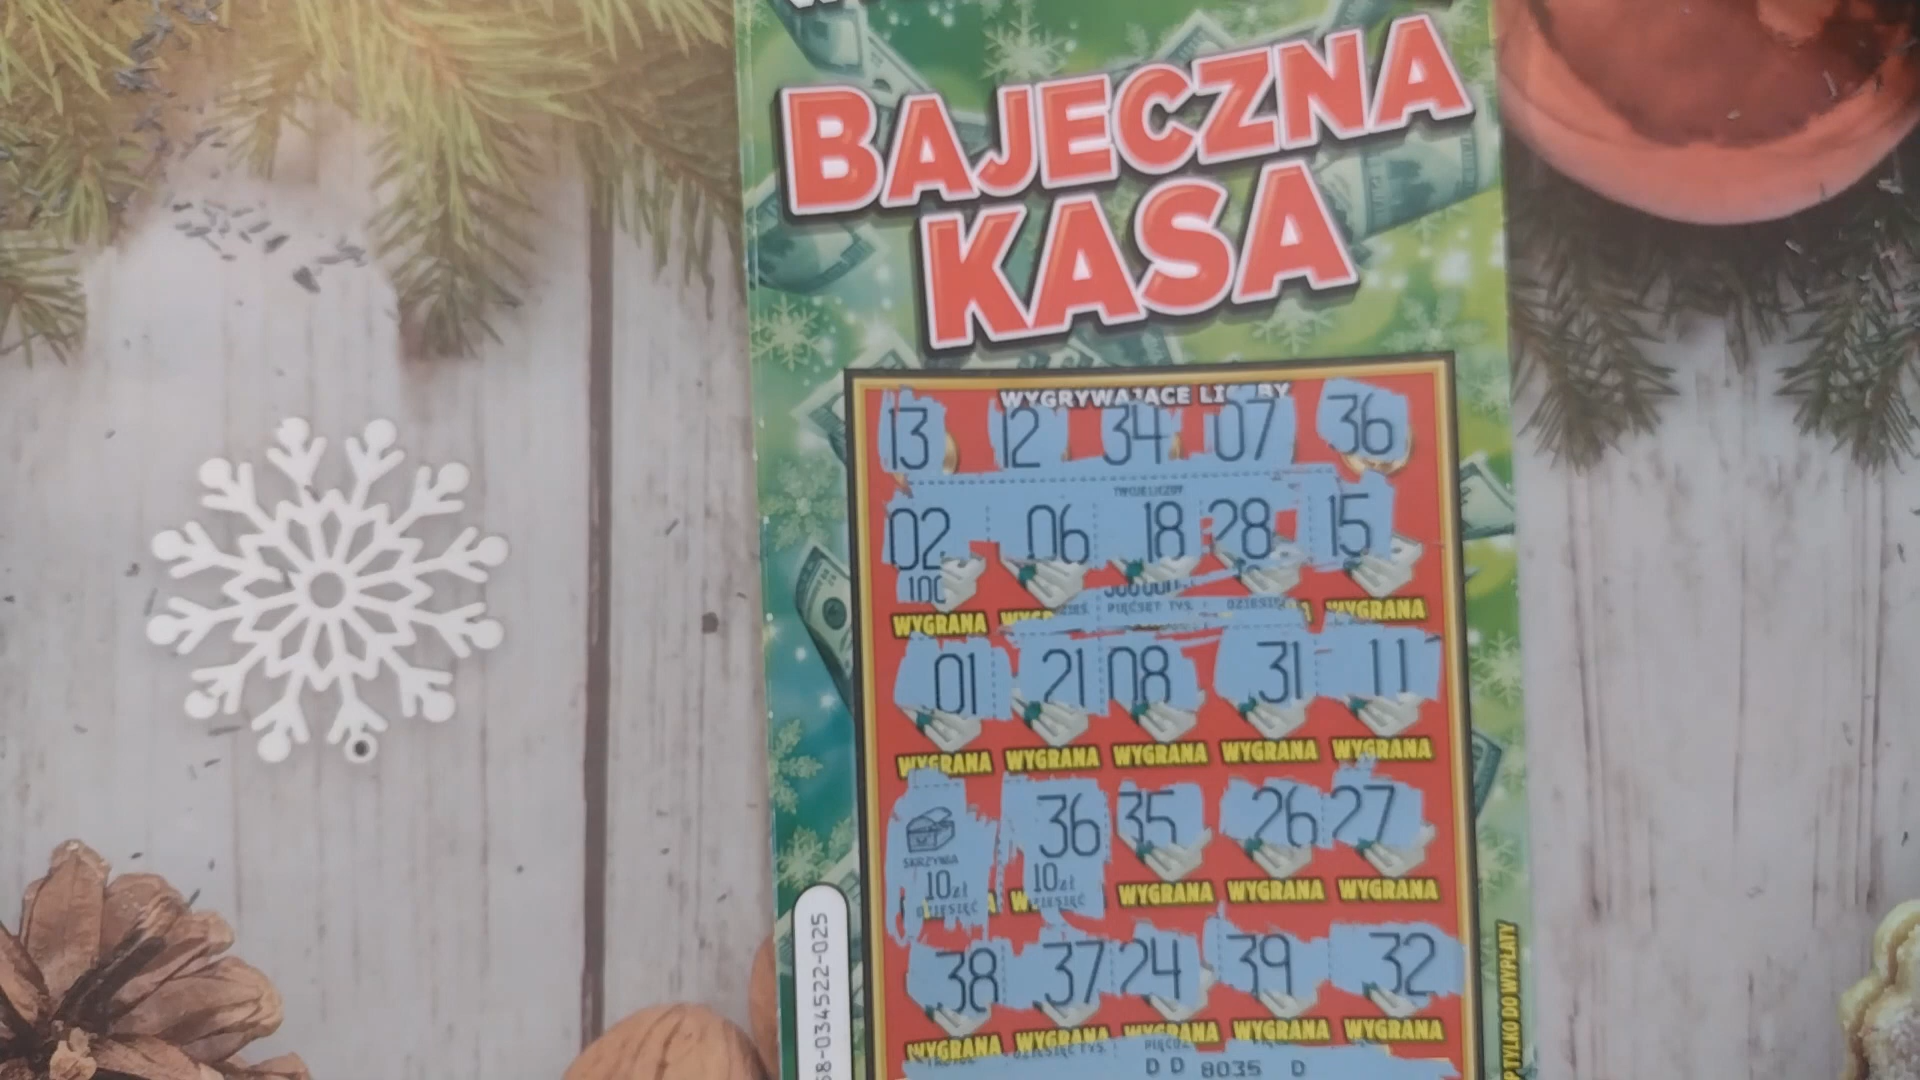 BAJECZNA
KASA
WYGRYWAJĄCE LICZBY
13 12 34 07 36
TWOJE LICZBY
02 06 18 28 15
100
PIĘĆSET TYS.
WYGRANA WYGRANA
01 21 08 31 11
WYGRANA WYGRANA WYGRANA WYGRANA WYGRANA
36 35 26 27
SKRZYNIA
10zł 10zł
DZIESIĘĆ DZIESIĘĆ WYGRANA WYGRANA WYGRANA
38 37 24 39 32
WYGRANA WYGRANA WYGRANA WYGRANA WYGRANA
DZIESIĘĆ TYS.
D D 8035 D
68-034522-025
TYLKO DO WYPŁATY